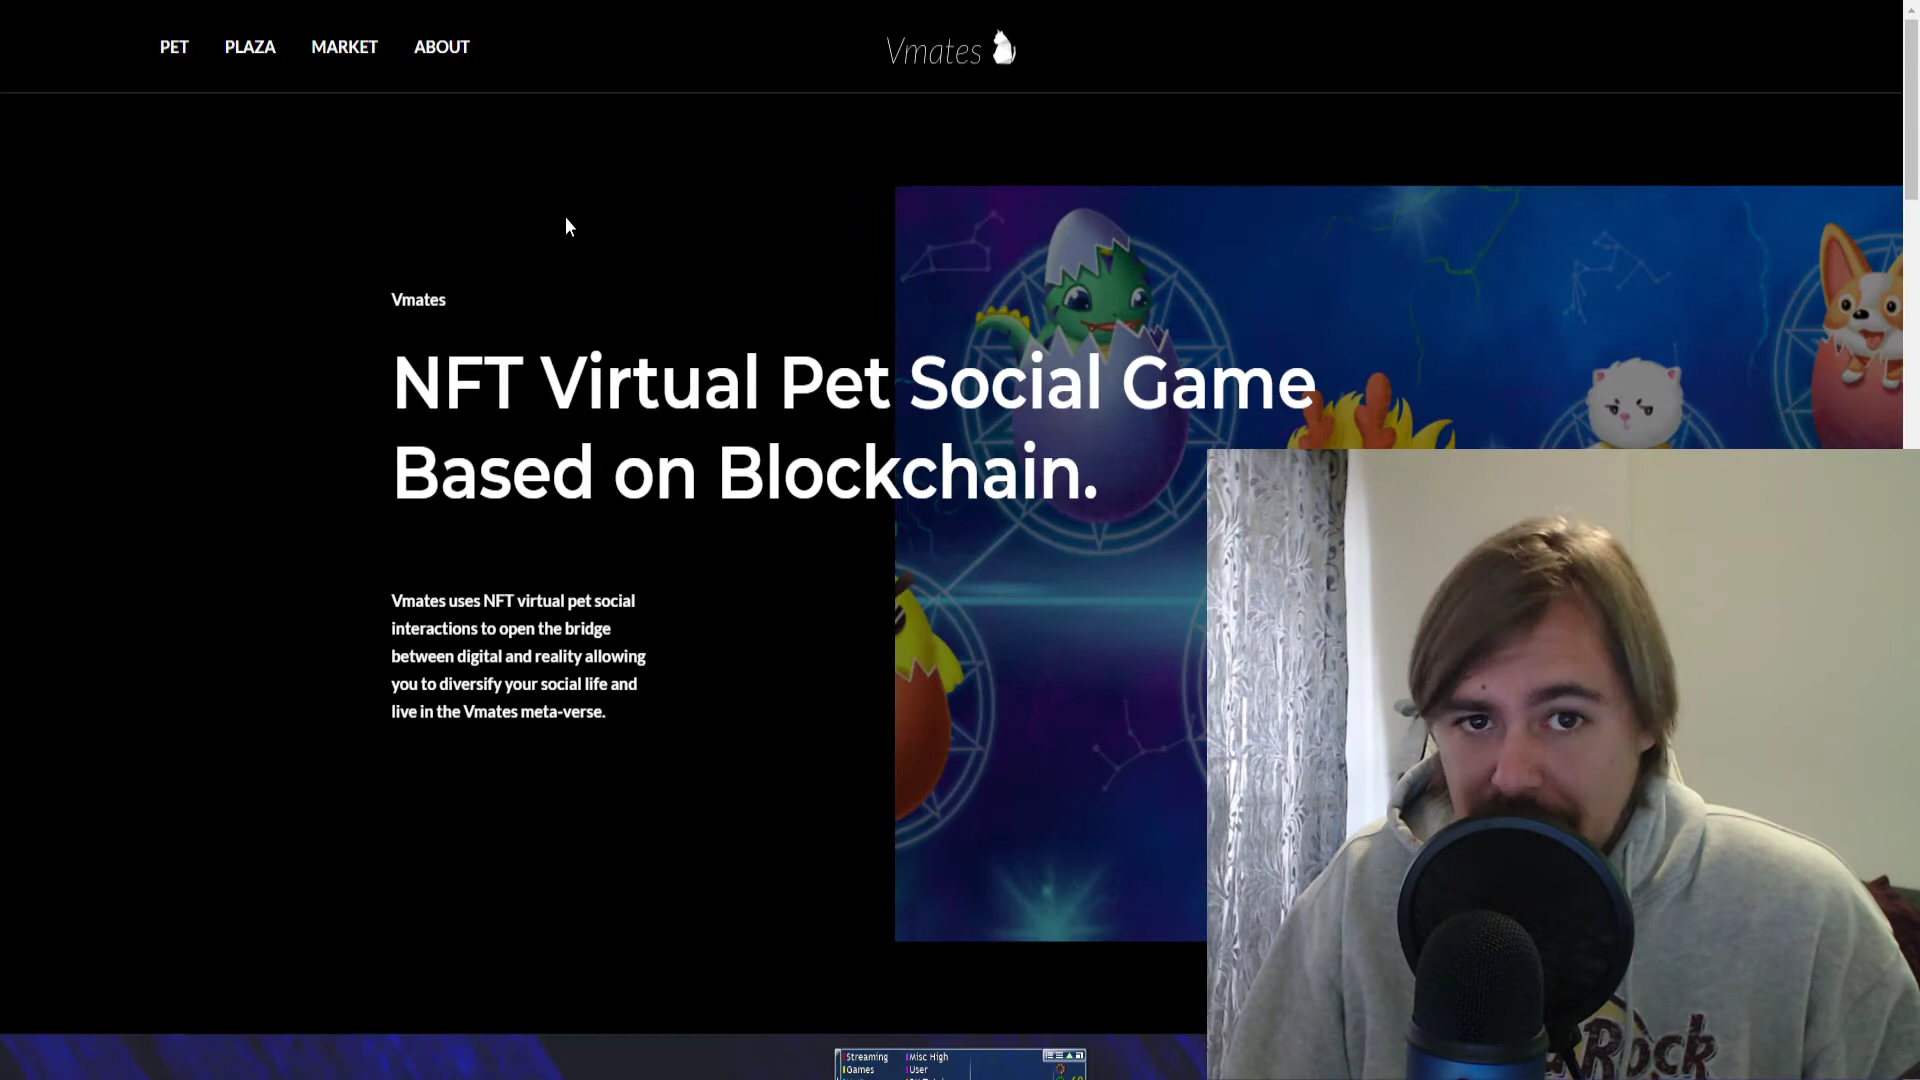 PET PLAZA MARKET ABOUT
Vmates
Vmates
NFT Virtual Pet Social Game
Based on Blockchain.
Vmates uses NFT virtual pet social
interactions to open the bridge
between digital and reality allowing
you to diversify your social life and
live in the Vmates meta-verse.
Streaming Misc High
Games User
Rock